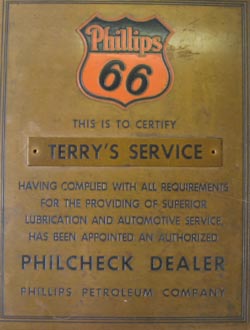 Phillips
66
THIS IS TO CERTIFY
TERRY'S SERVICE
HAVING COMPLIED WITH ALL REQUIREMENTS
FOR THE PROVIDING OF SUPERIOR
LUBRICATION AND AUTOMOTIVE SERVICE,
HAS BEEN APPOINTED AN AUTHORIZED
PHILCHECK DEALER
PHILLIPS PETROLEUM COMPANY